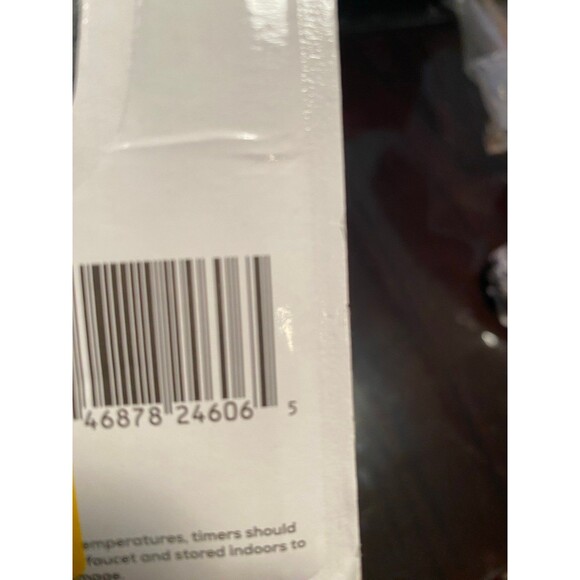 46878 24606 5
emperatures, timers should
faucet and stored indoors to